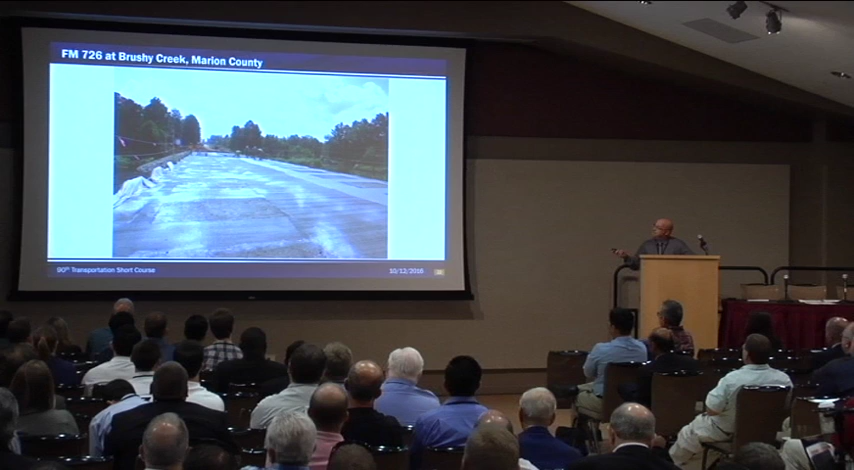 FM 726 at Brushy Creek, Marion County
90th Transportation Short Course
10/12/2016